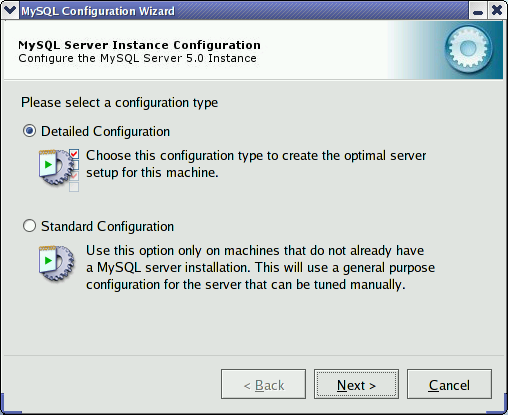 MySQL Configuration Wizard
MySQL Server Instance Configuration
Configure the MySQL Server 5.0 Instance
Please select a configuration type
Detailed Configuration
Choose this configuration type to create the optimal server
setup for this machine.
Standard Configuration
Use this option only on machines that do not already have
a MySQL server installation. This will use a general purpose
configuration for the server that can be tuned manually.
< Back
Next >
Cancel